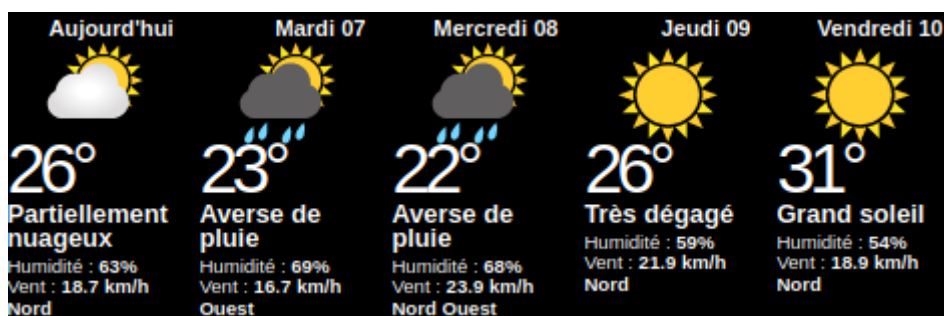 Aujourd'hui
26°
Partiellement
nuageux
Humidité : 63%
Vent : 18.7 km/h
Nord
Mardi 07
23°
Averse de
pluie
Humidité : 69%
Vent : 16.7 km/h
Ouest
Mercredi 08
22°
Averse de
pluie
Humidité : 68%
Vent : 23.9 km/h
Nord Ouest
Jeudi 09
26°
Très dégagé
Humidité : 59%
Vent : 21.9 km/h
Nord
Vendredi 10
31°
Grand soleil
Humidité : 54%
Vent : 18.9 km/h
Nord